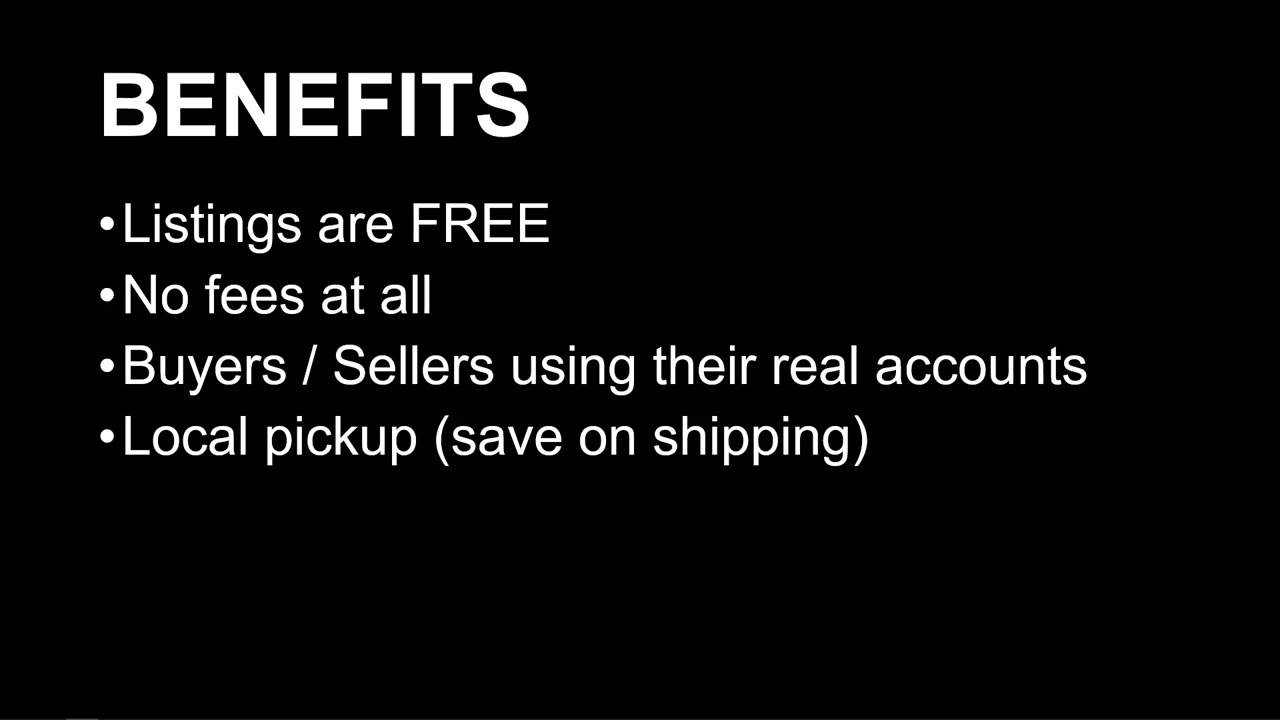 BENEFITS
•Listings are FREE
•No fees at all
•Buyers / Sellers using their real accounts
•Local pickup (save on shipping)